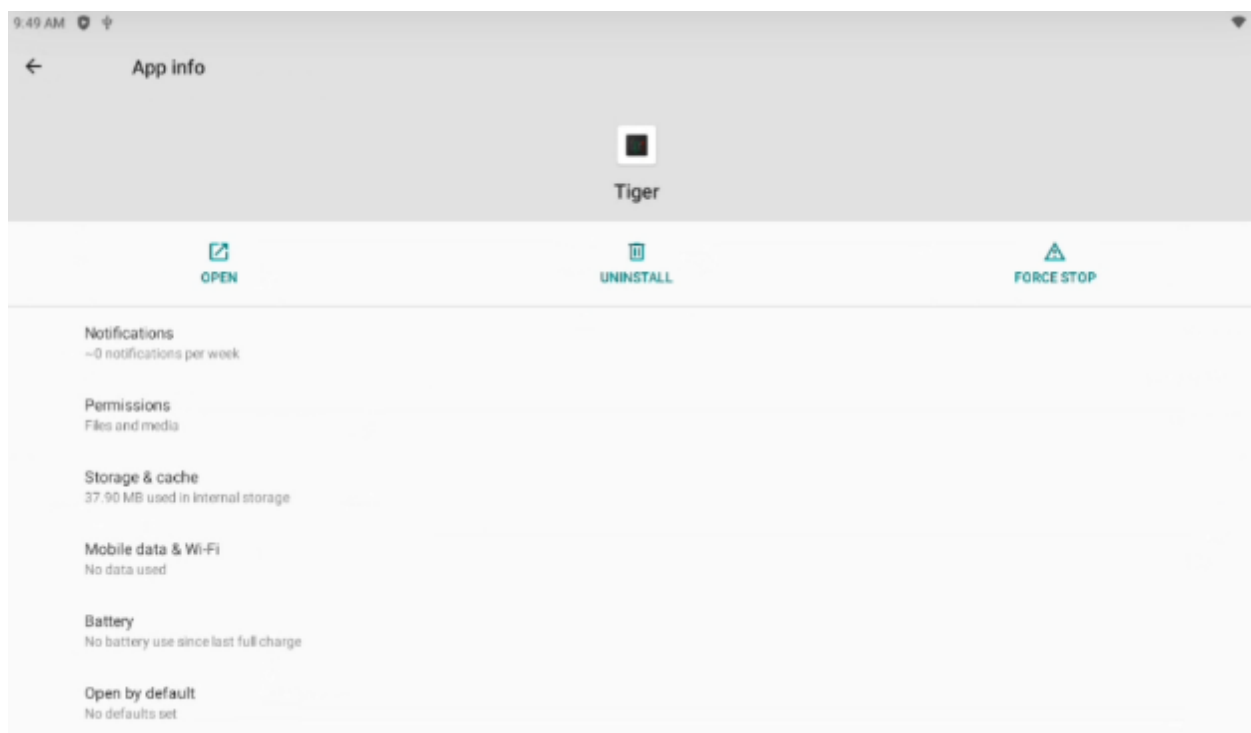 9:49 AM
App info
Tiger
OPEN
UNINSTALL
FORCE STOP
Notifications
~0 notifications per week
Permissions
Files and media
Storage & cache
37.90 MB used in internal storage
Mobile data & Wi-Fi
No data used
Battery
No battery use since last full charge
Open by default
No defaults set